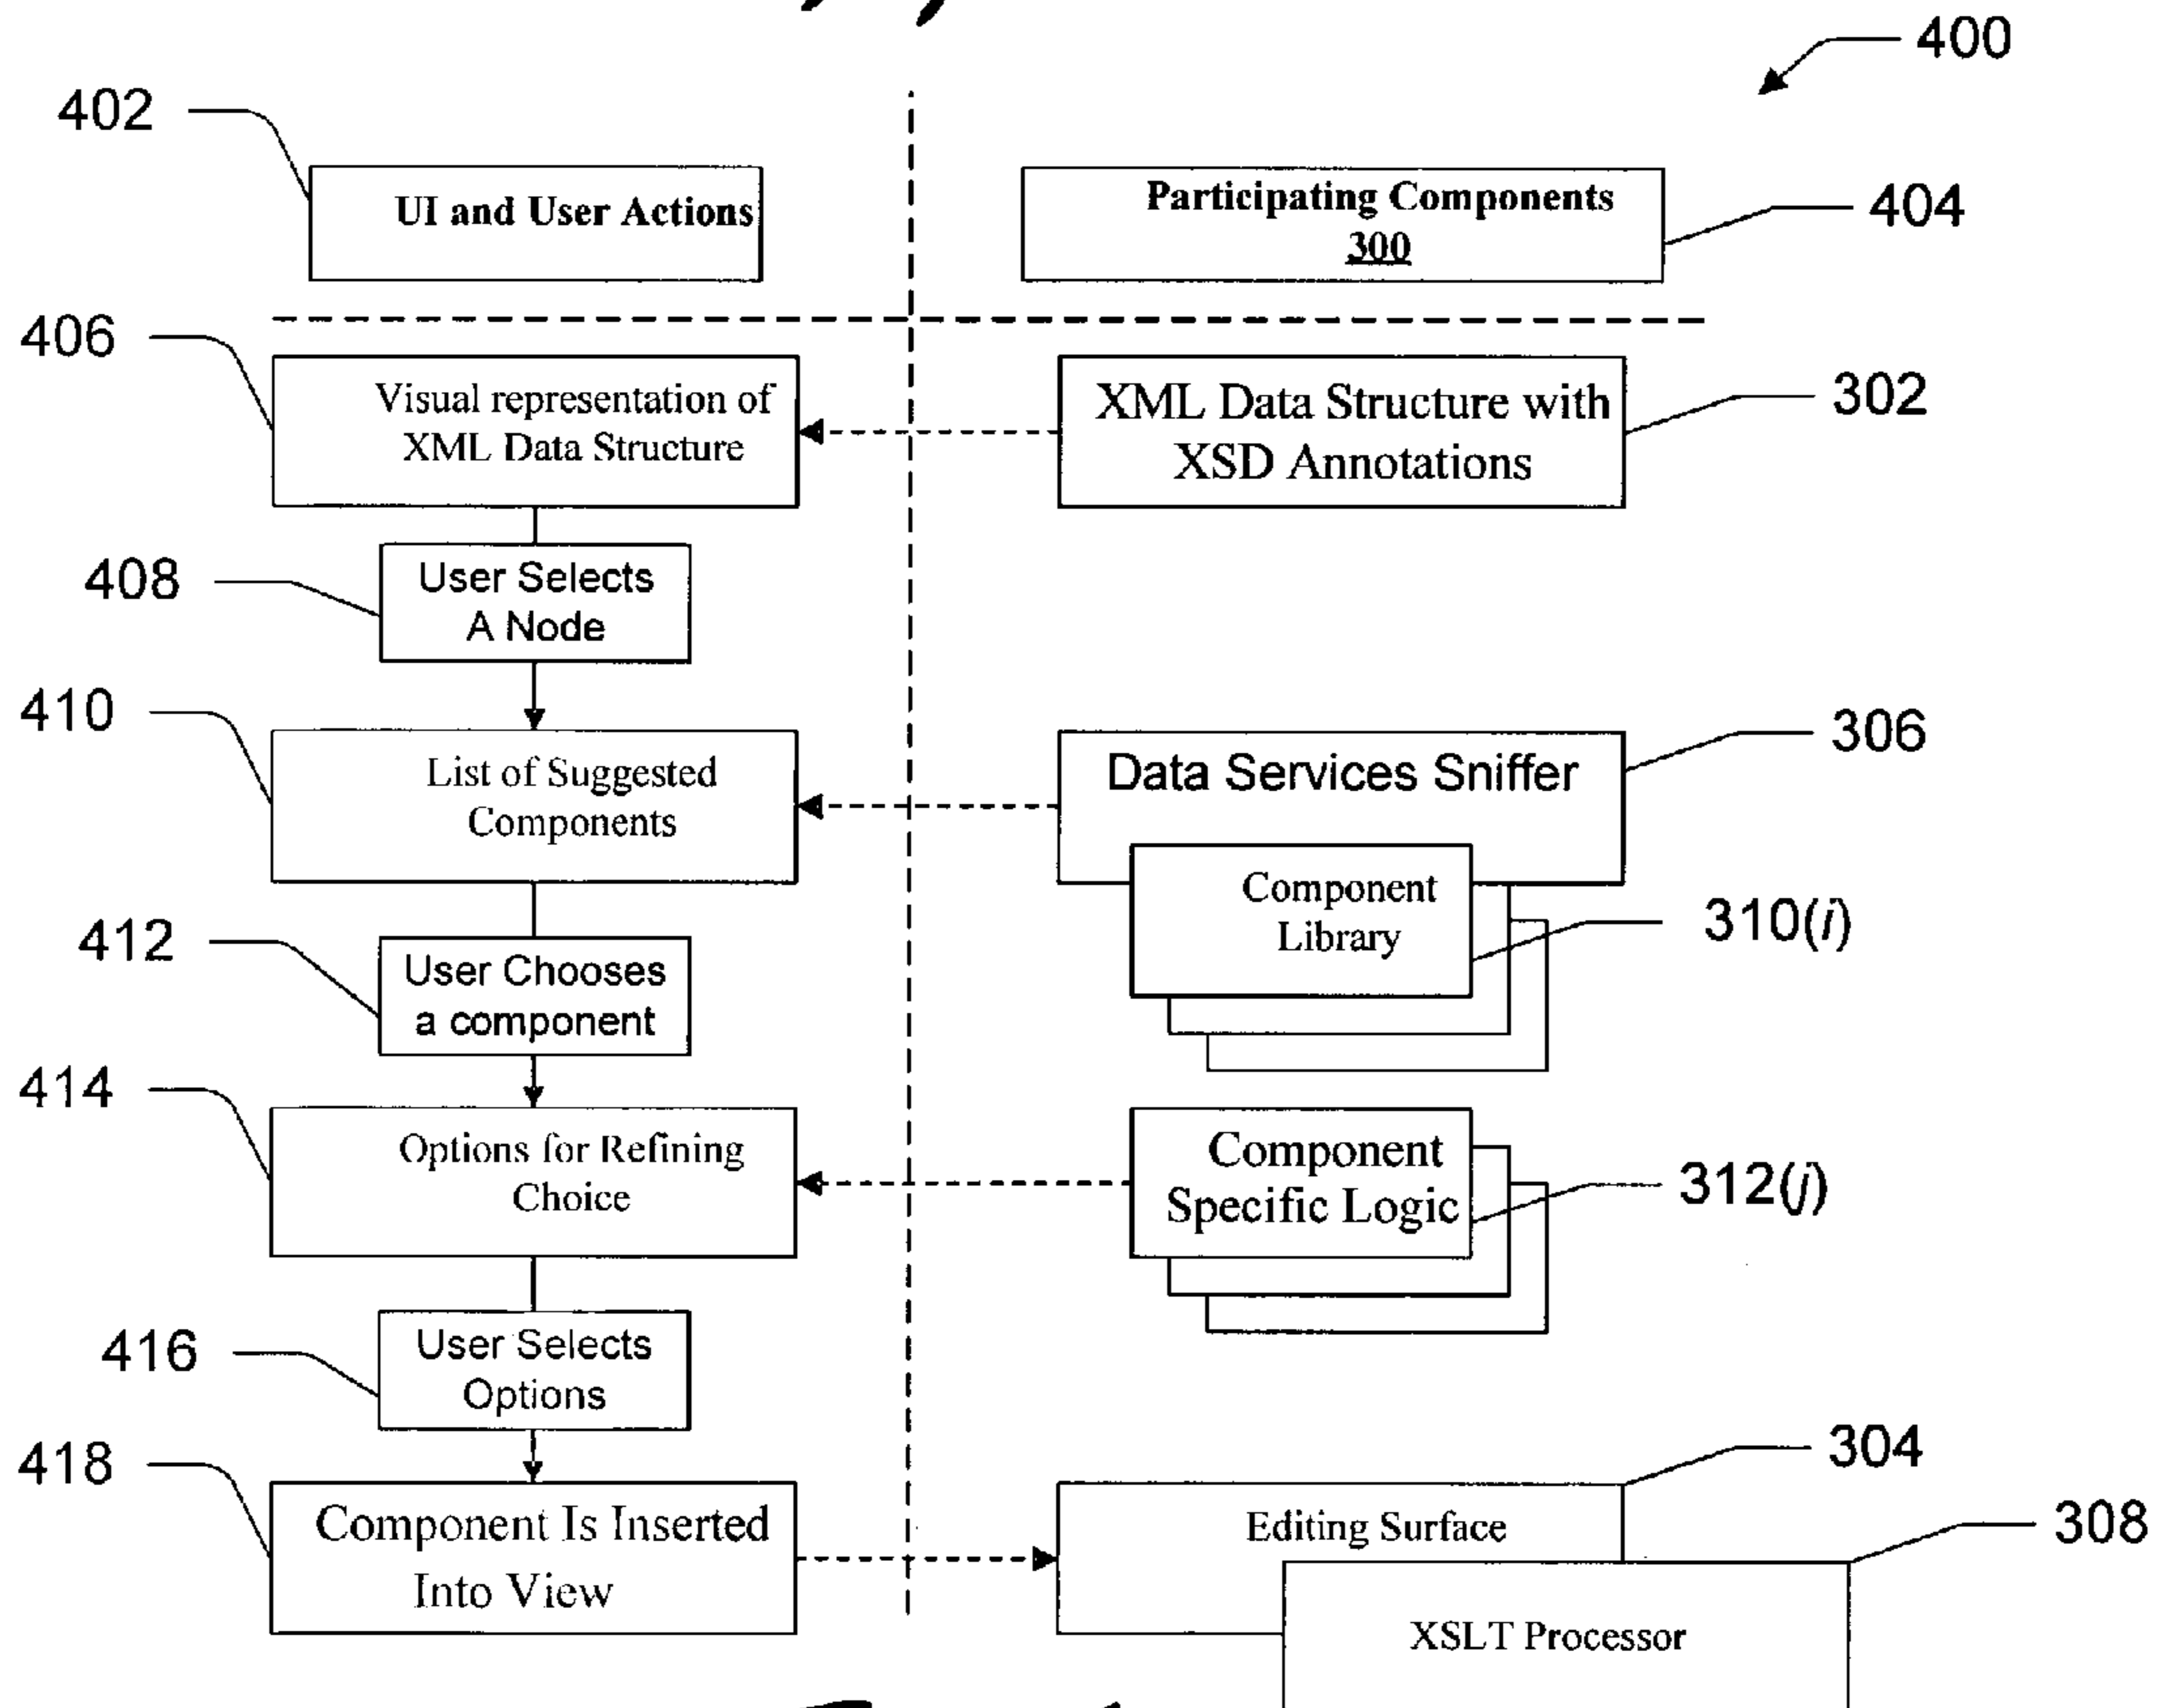 400
402
UI and User Actions
Participating Components
300
404
406
Visual representation of
XML Data Structure
XML Data Structure with
XSD Annotations
302
408
User Selects
A Node
410
List of Suggested
Components
Data Services Sniffer
306
Component
Library
310(i)
412
User Chooses
a component
414
Options for Refining
Choice
Component
Specific Logic
312(j)
416
User Selects
Options
418
Component Is Inserted
Into View
Editing Surface
304
XSLT Processor
308